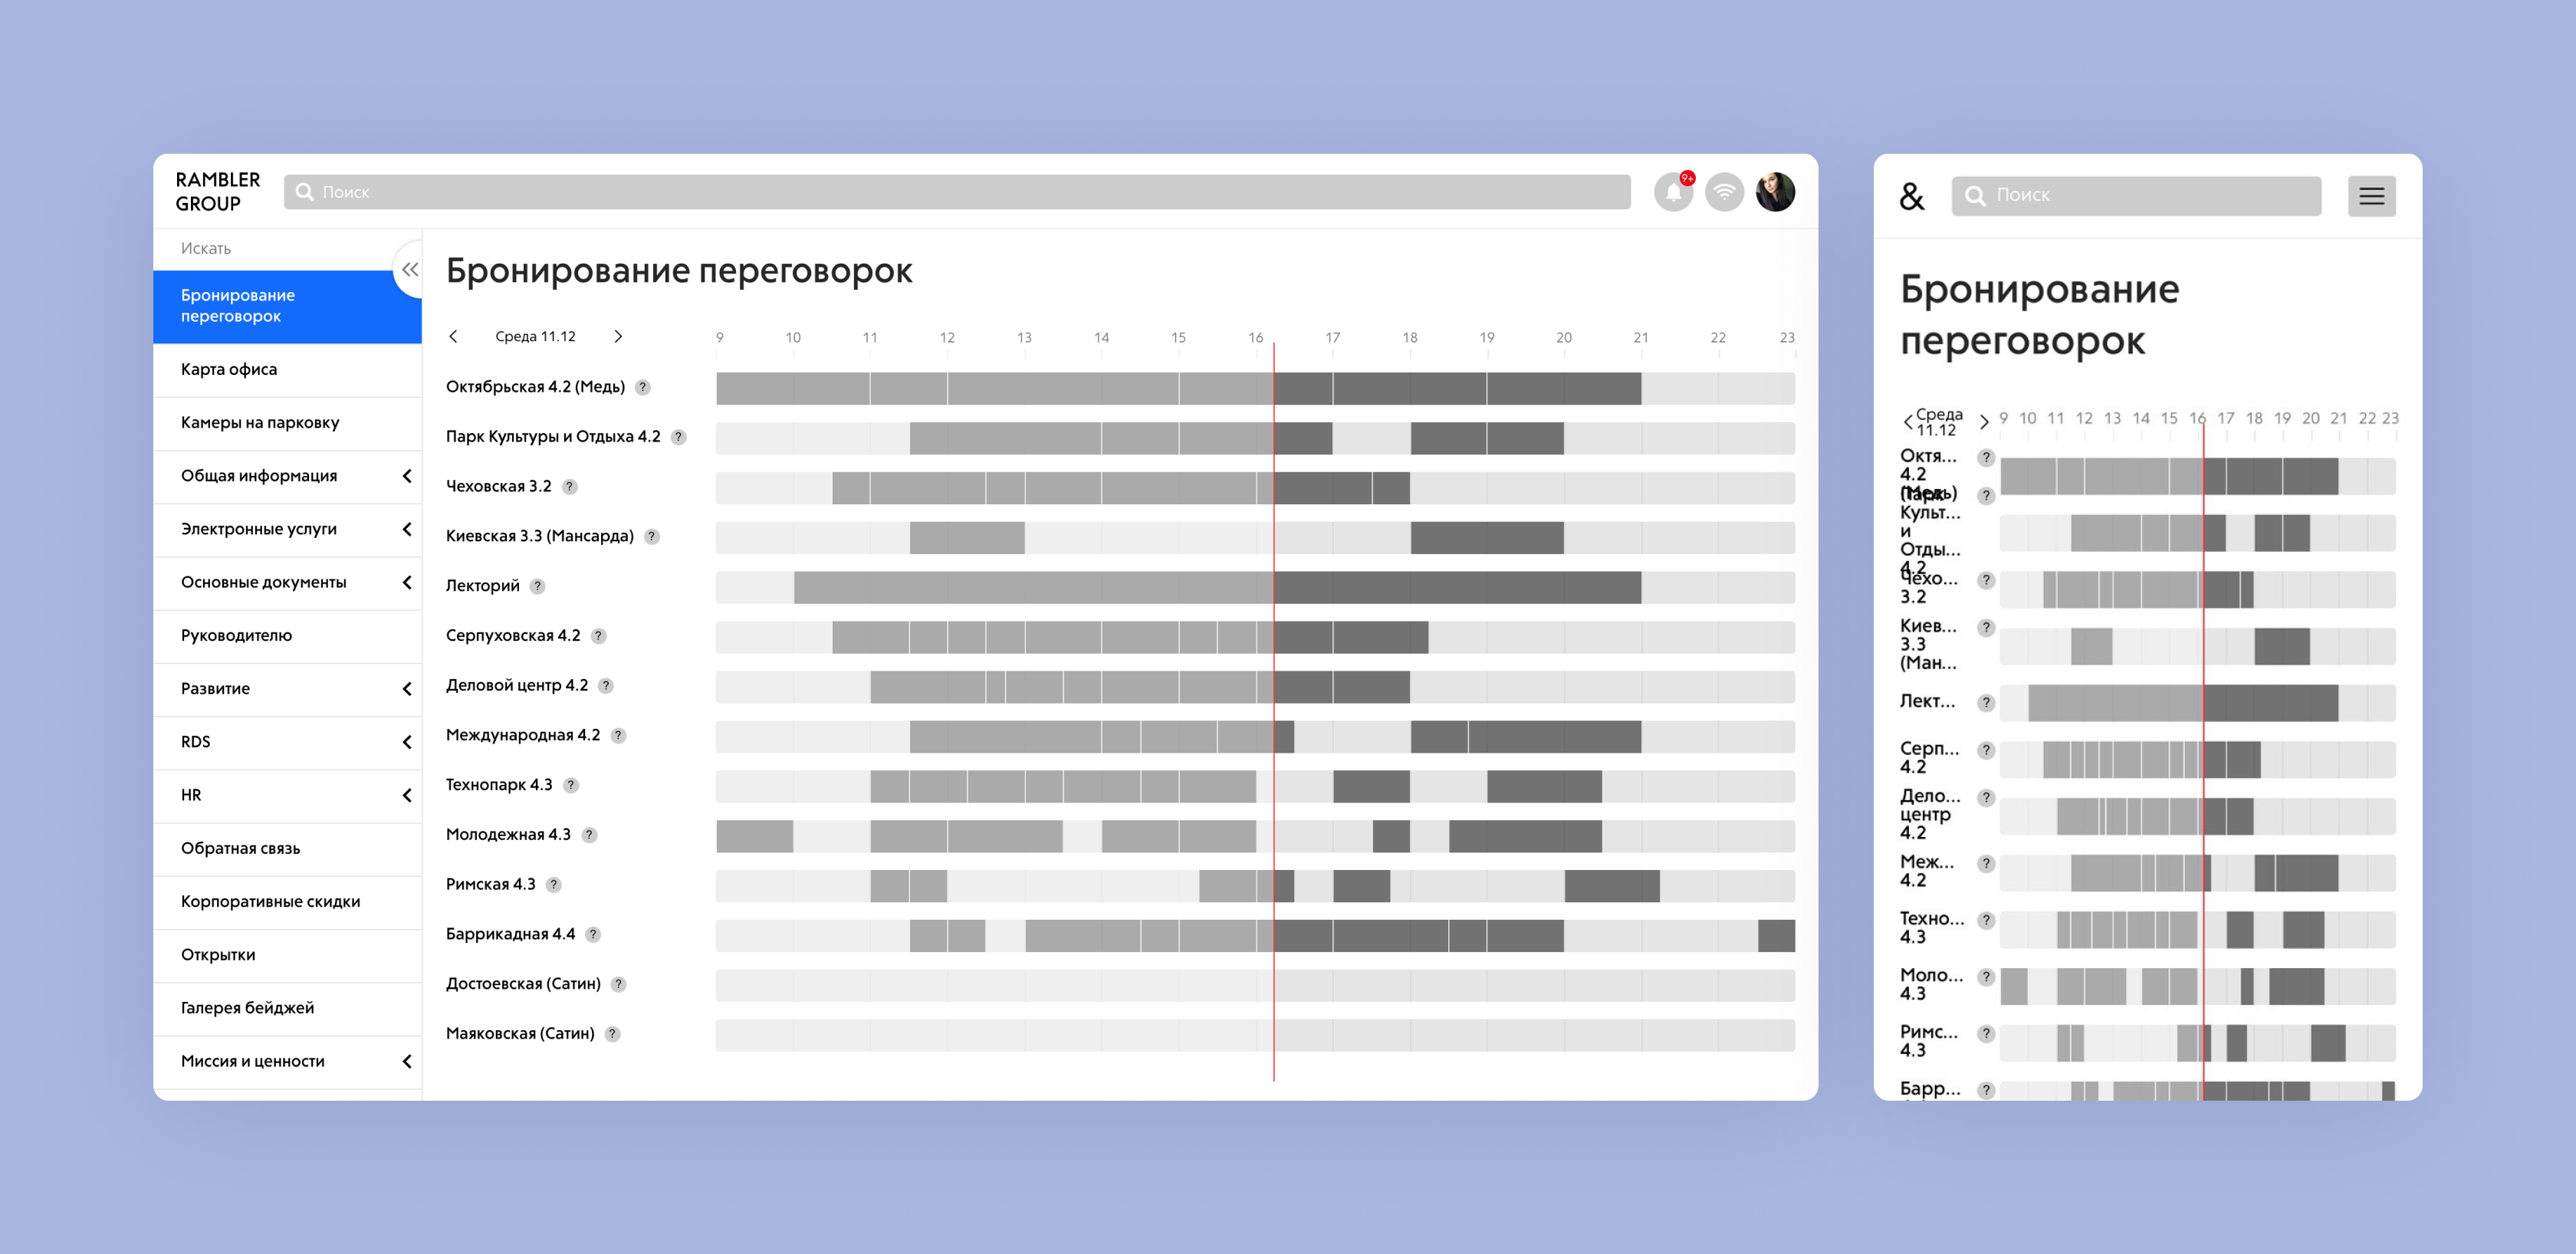 RAMBLER
GROUP
Поиск
9+
Искать
Бронирование
переговорок
Карта офиса
Камеры на парковку
Общая информация
Электронные услуги
Основные документы
Руководителю
Развитие
RDS
HR
Обратная связь
Корпоративные скидки
Открытки
Галерея бейджей
Миссия и ценности
Бронирование переговорок
Среда 11.12
9 10 11 12 13 14 15 16 17 18 19 20 21 22 23
Октябрьская 4.2 (Медь) ?
Парк Культуры и Отдыха 4.2 ?
Чеховская 3.2 ?
Киевская 3.3 (Мансарда) ?
Лекторий ?
Серпуховская 4.2 ?
Деловой центр 4.2 ?
Международная 4.2 ?
Технопарк 4.3 ?
Молодежная 4.3 ?
Римская 4.3 ?
Баррикадная 4.4 ?
Достоевская (Сатин) ?
Маяковская (Сатин) ?
&
Поиск
Бронирование
переговорок
Среда
11.12
9 10 11 12 13 14 15 16 17 18 19 20 21 22 23
Октя... ?
4.2
(Медь)
Парк ?
Культ...
и
Отды...
4.2
Чехо... ?
3.2
Киев... ?
3.3
(Ман...
Лект... ?
Серп... ?
4.2
Дело... ?
центр
4.2
Меж... ?
4.2
Техно... ?
4.3
Моло... ?
4.3
Римс... ?
4.3
Барр... ?